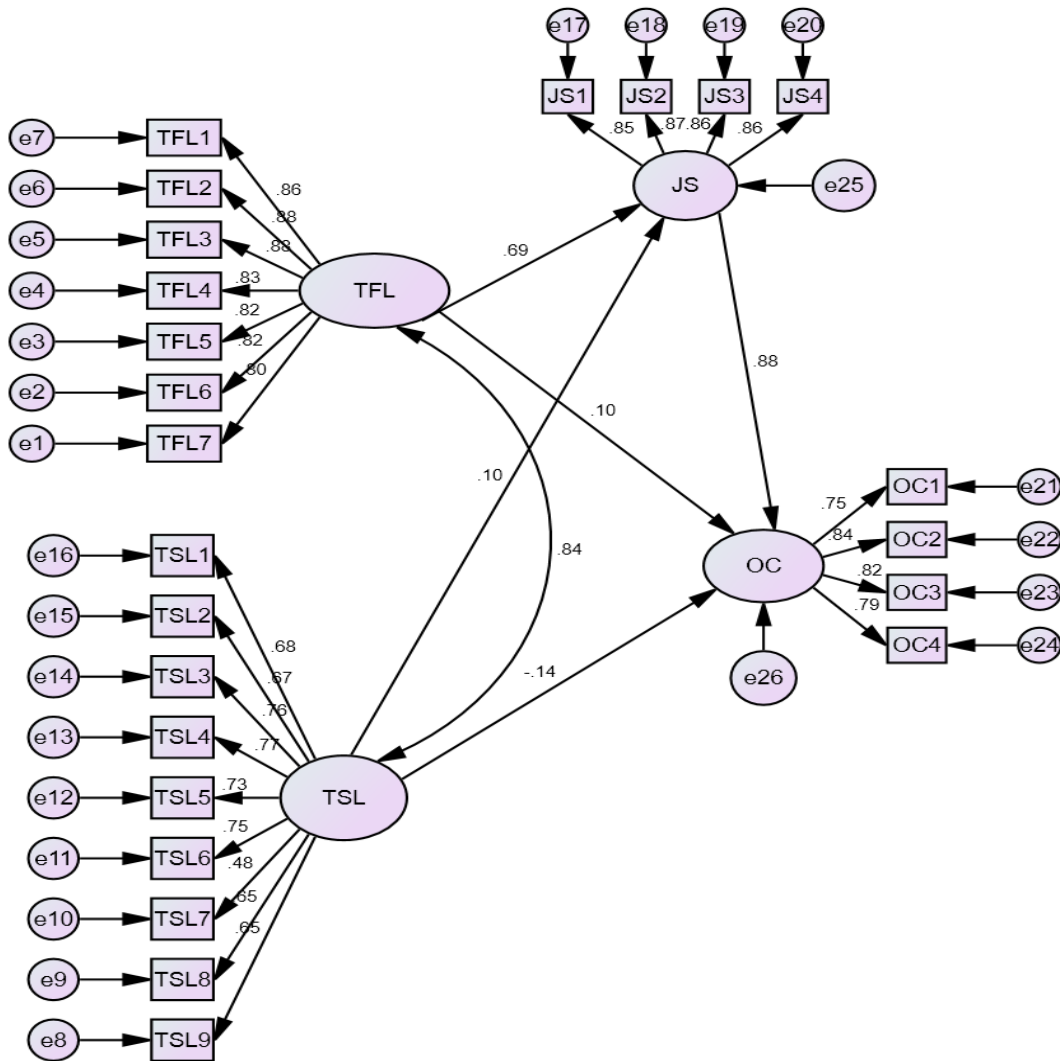 e17
e18
e19
e20
JS1
JS2
JS3
JS4
.85
.87
.86
.86
JS
e25
e7
TFL1
e6
TFL2
e5
TFL3
e4
TFL4
e3
TFL5
e2
TFL6
e1
TFL7
.86
.88
.88
.83
.82
.82
.80
TFL
.69
.10
.88
.10
.84
-.14
OC
e26
.75
.84
.82
.79
OC1
e21
OC2
e22
OC3
e23
OC4
e24
e16
TSL1
e15
TSL2
e14
TSL3
e13
TSL4
e12
TSL5
e11
TSL6
e10
TSL7
e9
TSL8
e8
TSL9
.68
.67
.76
.77
.73
.75
.48
.65
.65
TSL